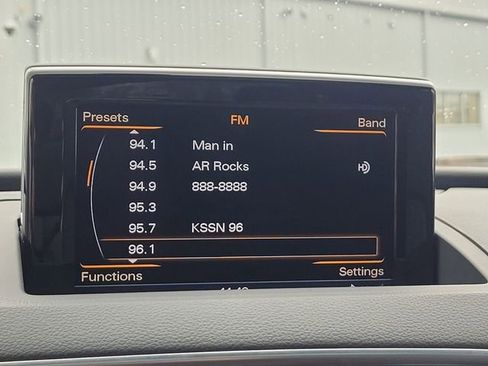 Presets FM Band
94.1 Man in
94.5 AR Rocks HD
94.9 888-8888
95.3
95.7 KSSN 96
96.1
Functions Settings